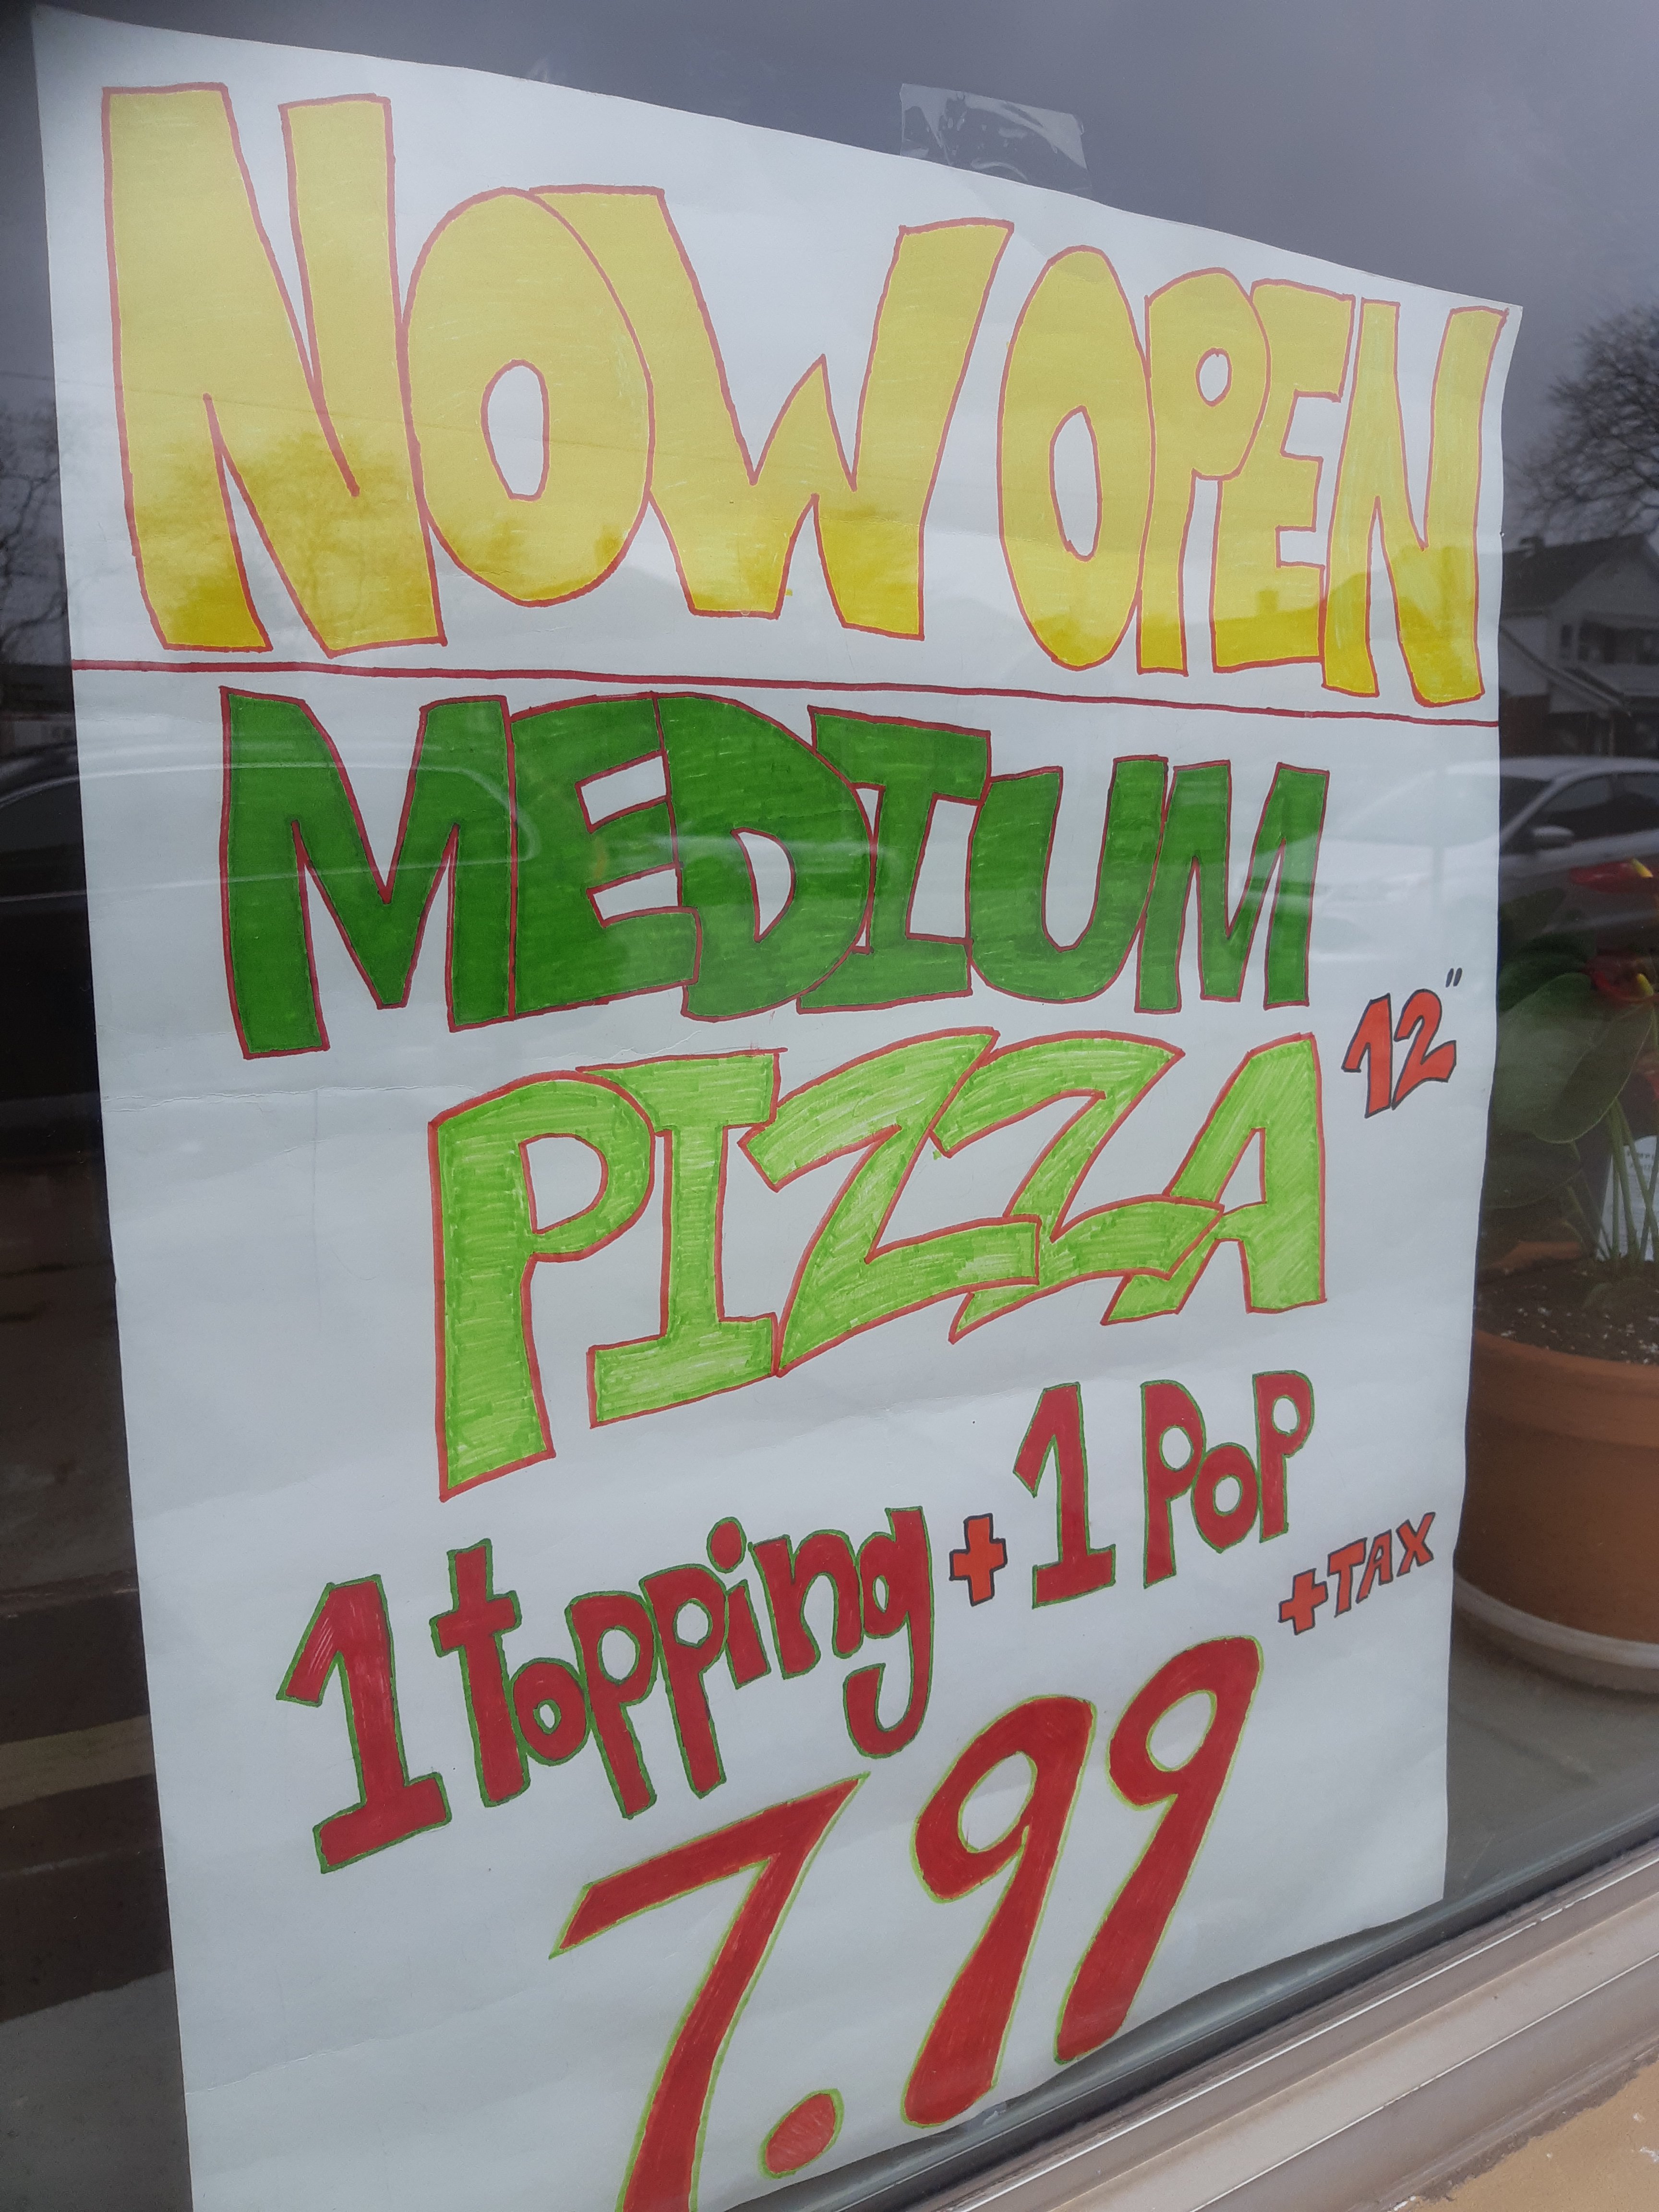 NOW OPEN
MEDIUM
12"
PIZZA
1 topping + 1 POP
+TAX
7.99